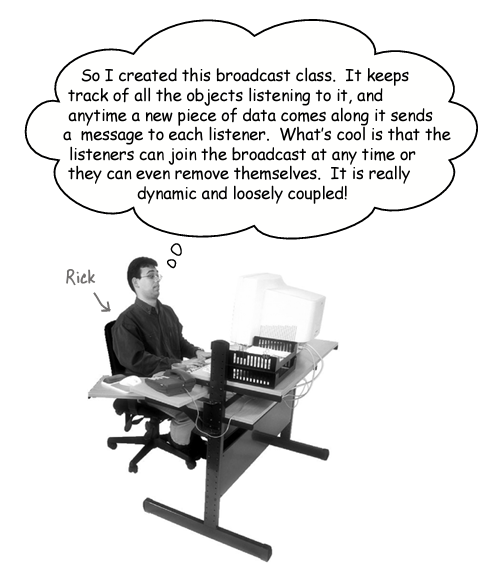 So I created this broadcast class. It keeps
track of all the objects listening to it, and
anytime a new piece of data comes along it sends
a message to each listener. What's cool is that the
listeners can join the broadcast at any time or
they can even remove themselves. It is really
dynamic and loosely coupled!
Rick